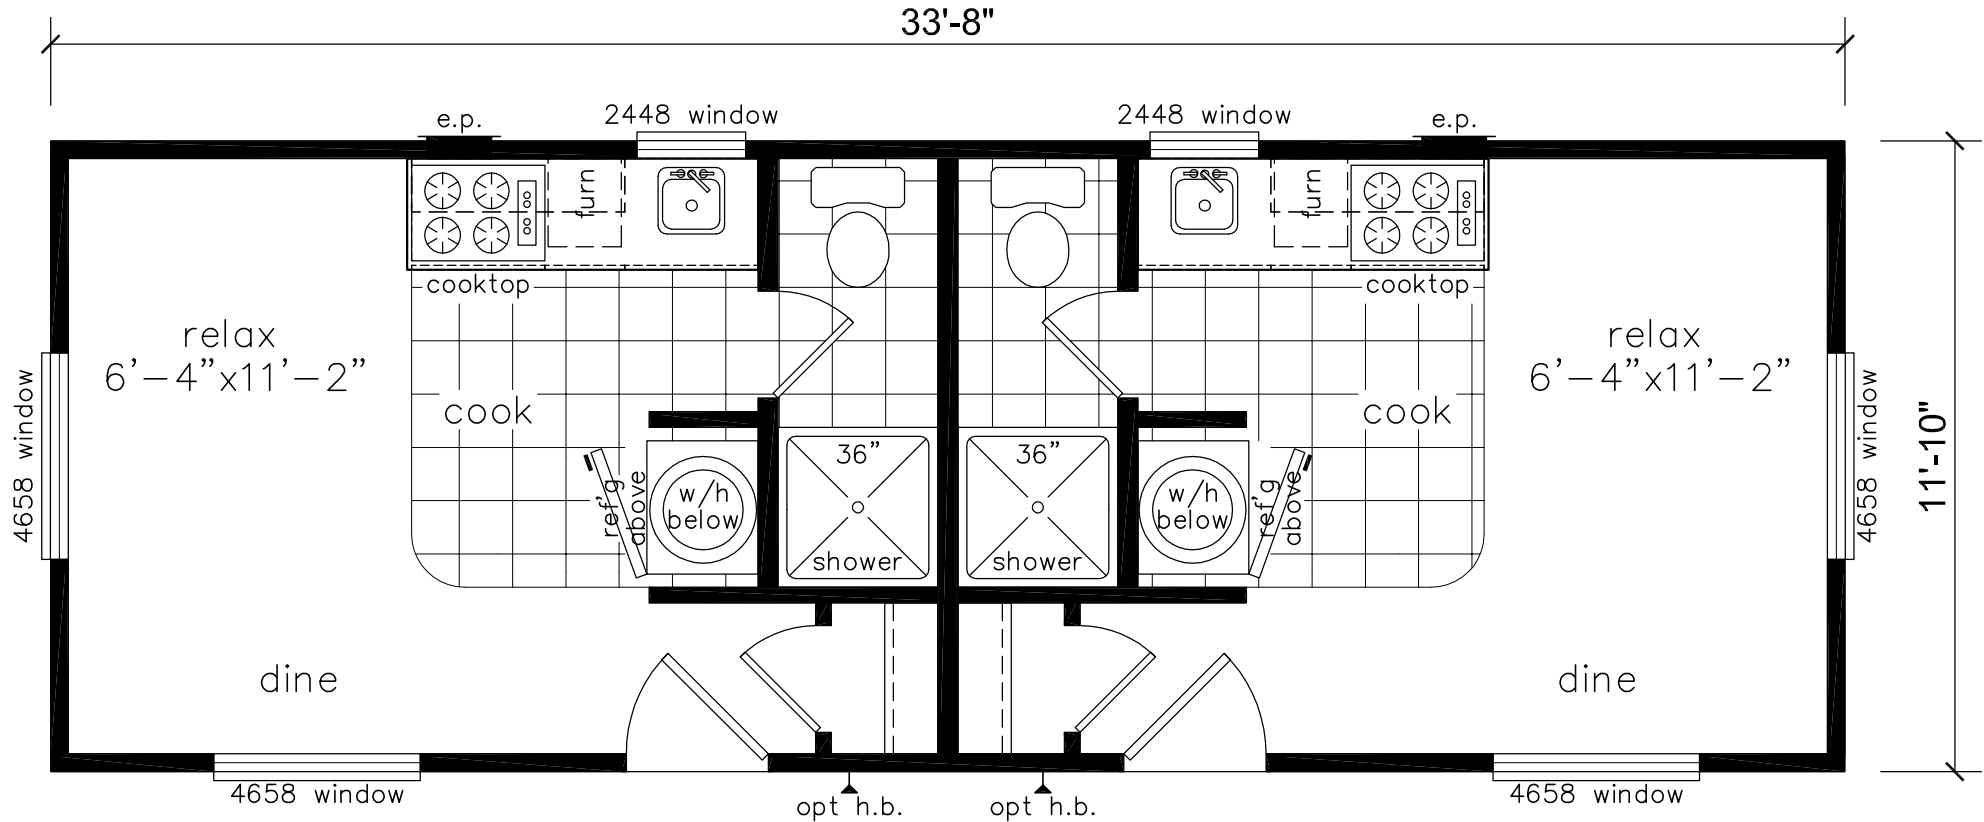 33'-8"
e.p.
2448 window
2448 window
e.p.
furn
furn
cooktop
cooktop
relax
6'-4"x11'-2"
relax
6'-4"x11'-2"
cook
cook
4658 window
4658 window
11'-10"
36"
36"
ref'g
above
w/h
below
w/h
below
ref'g
above
shower
shower
dine
dine
4658 window
opt h.b.
opt h.b.
4658 window